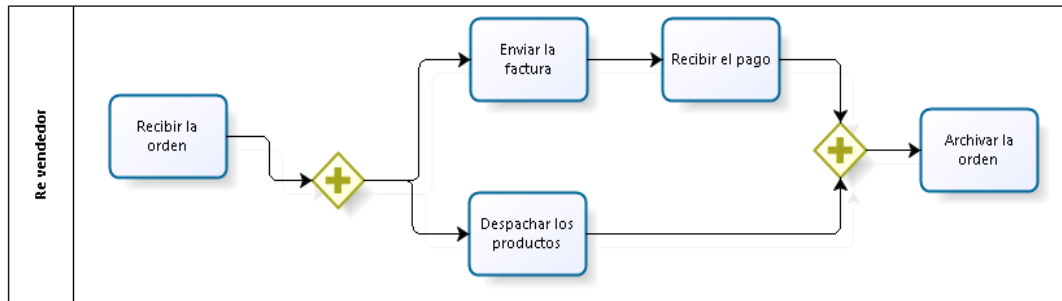 Re vendedor
Recibir la
orden
Enviar la
factura
Recibir el pago
Despachar los
productos
Archivar la
orden